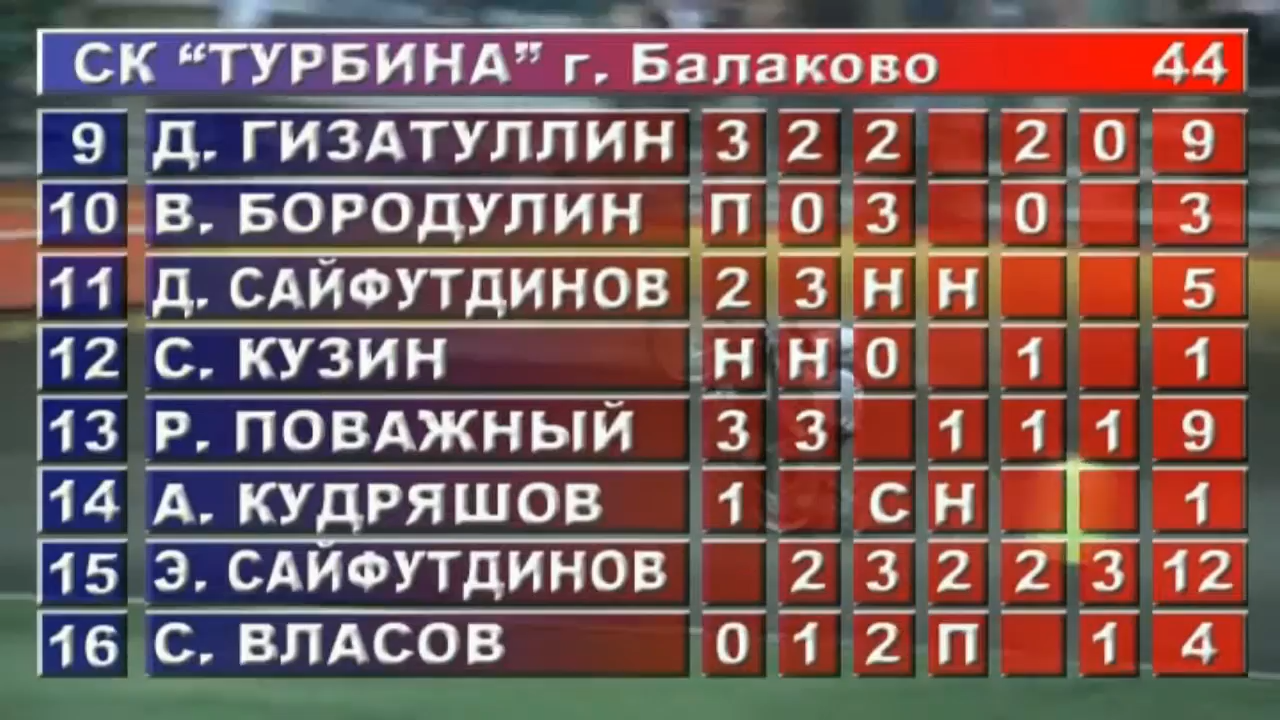 СК “ТУРБИНА” г. Балаково 44
9 Д. ГИЗАТУЛЛИН 3 2 2 2 0 9
10 В. БОРОДУЛИН П 0 3 0 3
11 Д. САЙФУТДИНОВ 2 3 Н Н 5
12 С. КУЗИН Н Н 0 1 1
13 Р. ПОВАЖНЫЙ 3 3 1 1 1 9
14 А. КУДРЯШОВ 1 С Н 1
15 Э. САЙФУТДИНОВ 2 3 2 2 3 12
16 С. ВЛАСОВ 0 1 2 П 1 4